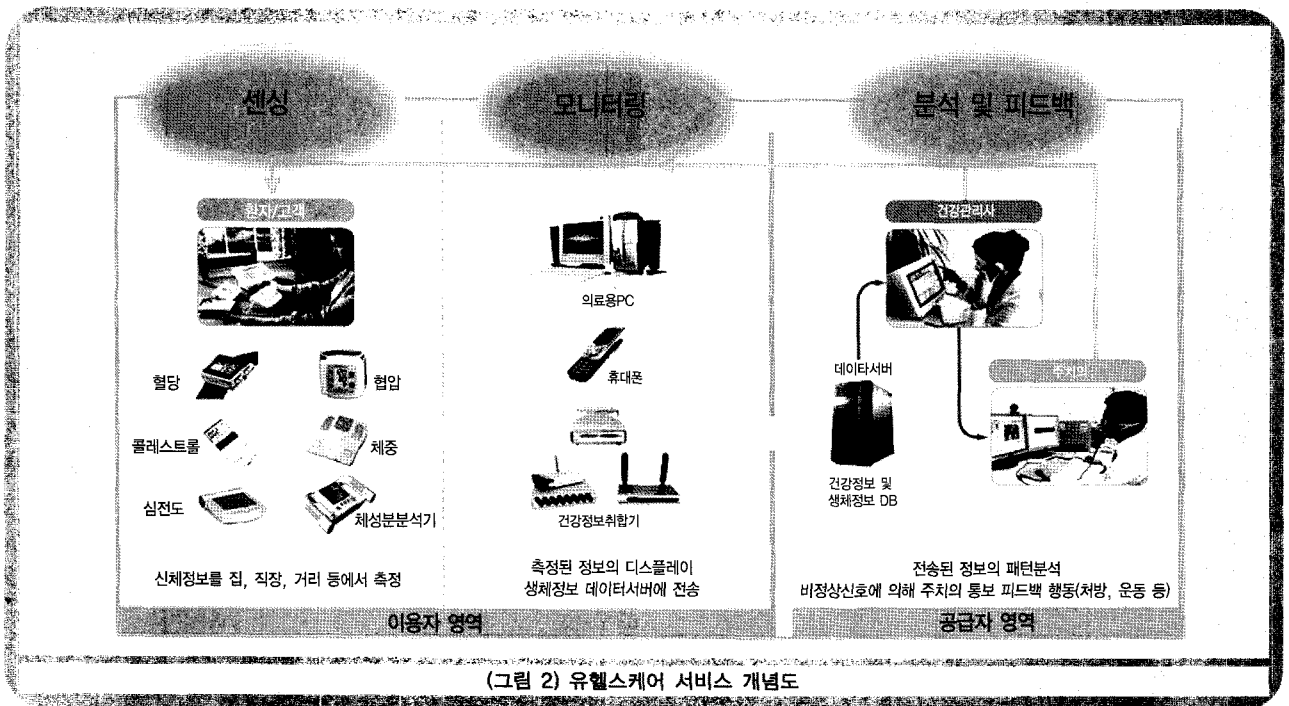 센싱
모니터링
분석 및 피드백
환자/고객
혈당
협압
콜레스트롤
체중
심전도
체성분분석기
신체정보를 집, 직장, 거리 등에서 측정
의료용PC
휴대폰
건강정보취합기
측정된 정보의 디스플레이
생체정보 데이터서버에 전송
건강관리사
데이타서버
주치의
건강정보 및
생체정보 DB
전송된 정보의 패턴분석
비정상신호에 의해 주치의 통보 피드백 행동(처방, 운동 등)
이용자 영역
공급자 영역
(그림 2) 유헬스케어 서비스 개념도